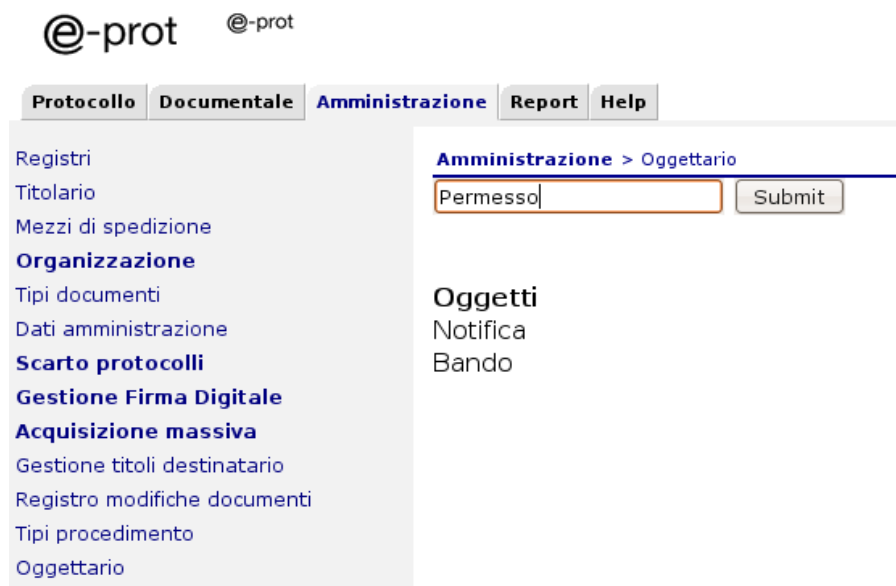 e-prot e-prot
Protocollo Documentale Amministrazione Report Help
Registri
Titolario
Mezzi di spedizione
Organizzazione
Tipi documenti
Dati amministrazione
Scarto protocolli
Gestione Firma Digitale
Acquisizione massiva
Gestione titoli destinatario
Registro modifiche documenti
Tipi procedimento
Oggettario
Amministrazione > Oggettario
Permesso Submit
Oggetti
Notifica
Bando